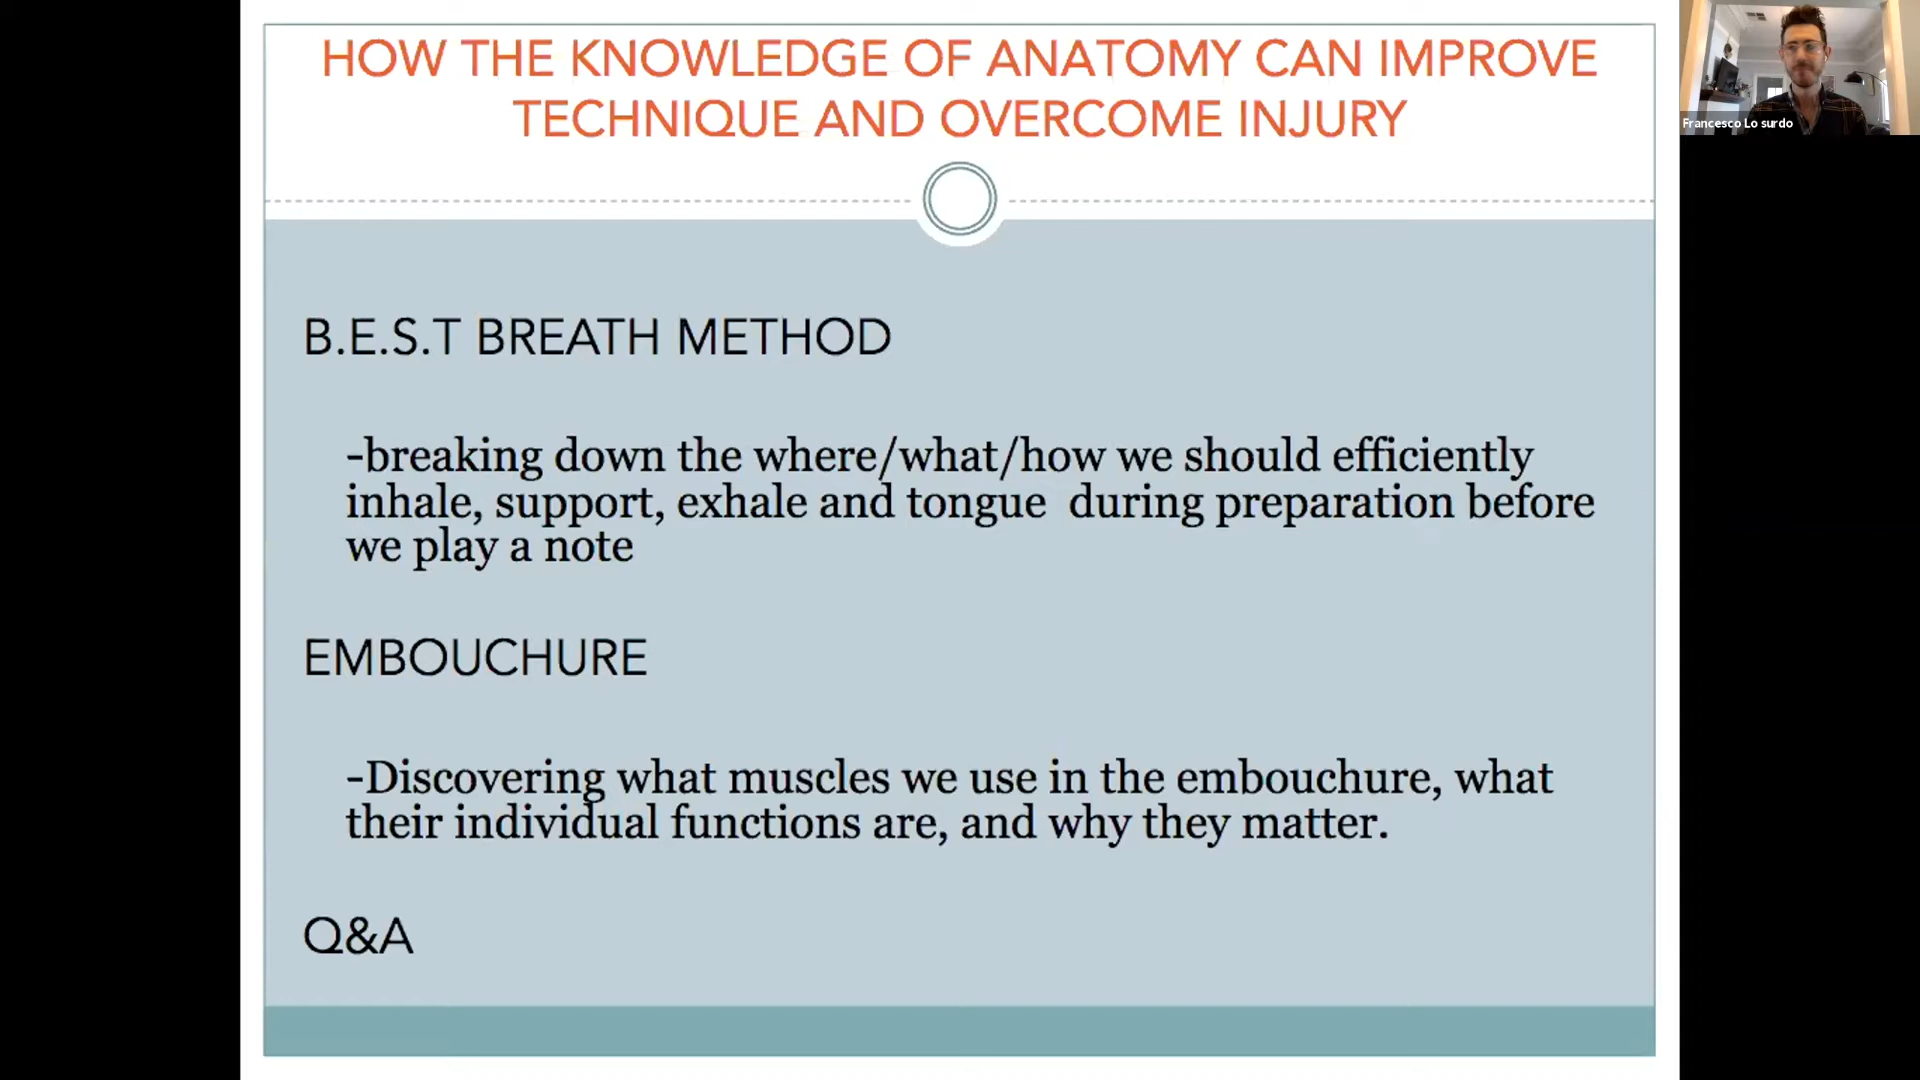 HOW THE KNOWLEDGE OF ANATOMY CAN IMPROVE
TECHNIQUE AND OVERCOME INJURY
Francesco Lo surdo
B.E.S.T BREATH METHOD
-breaking down the where/what/how we should efficiently
inhale, support, exhale and tongue during preparation before
we play a note
EMBOUCHURE
-Discovering what muscles we use in the embouchure, what
their individual functions are, and why they matter.
Q&A